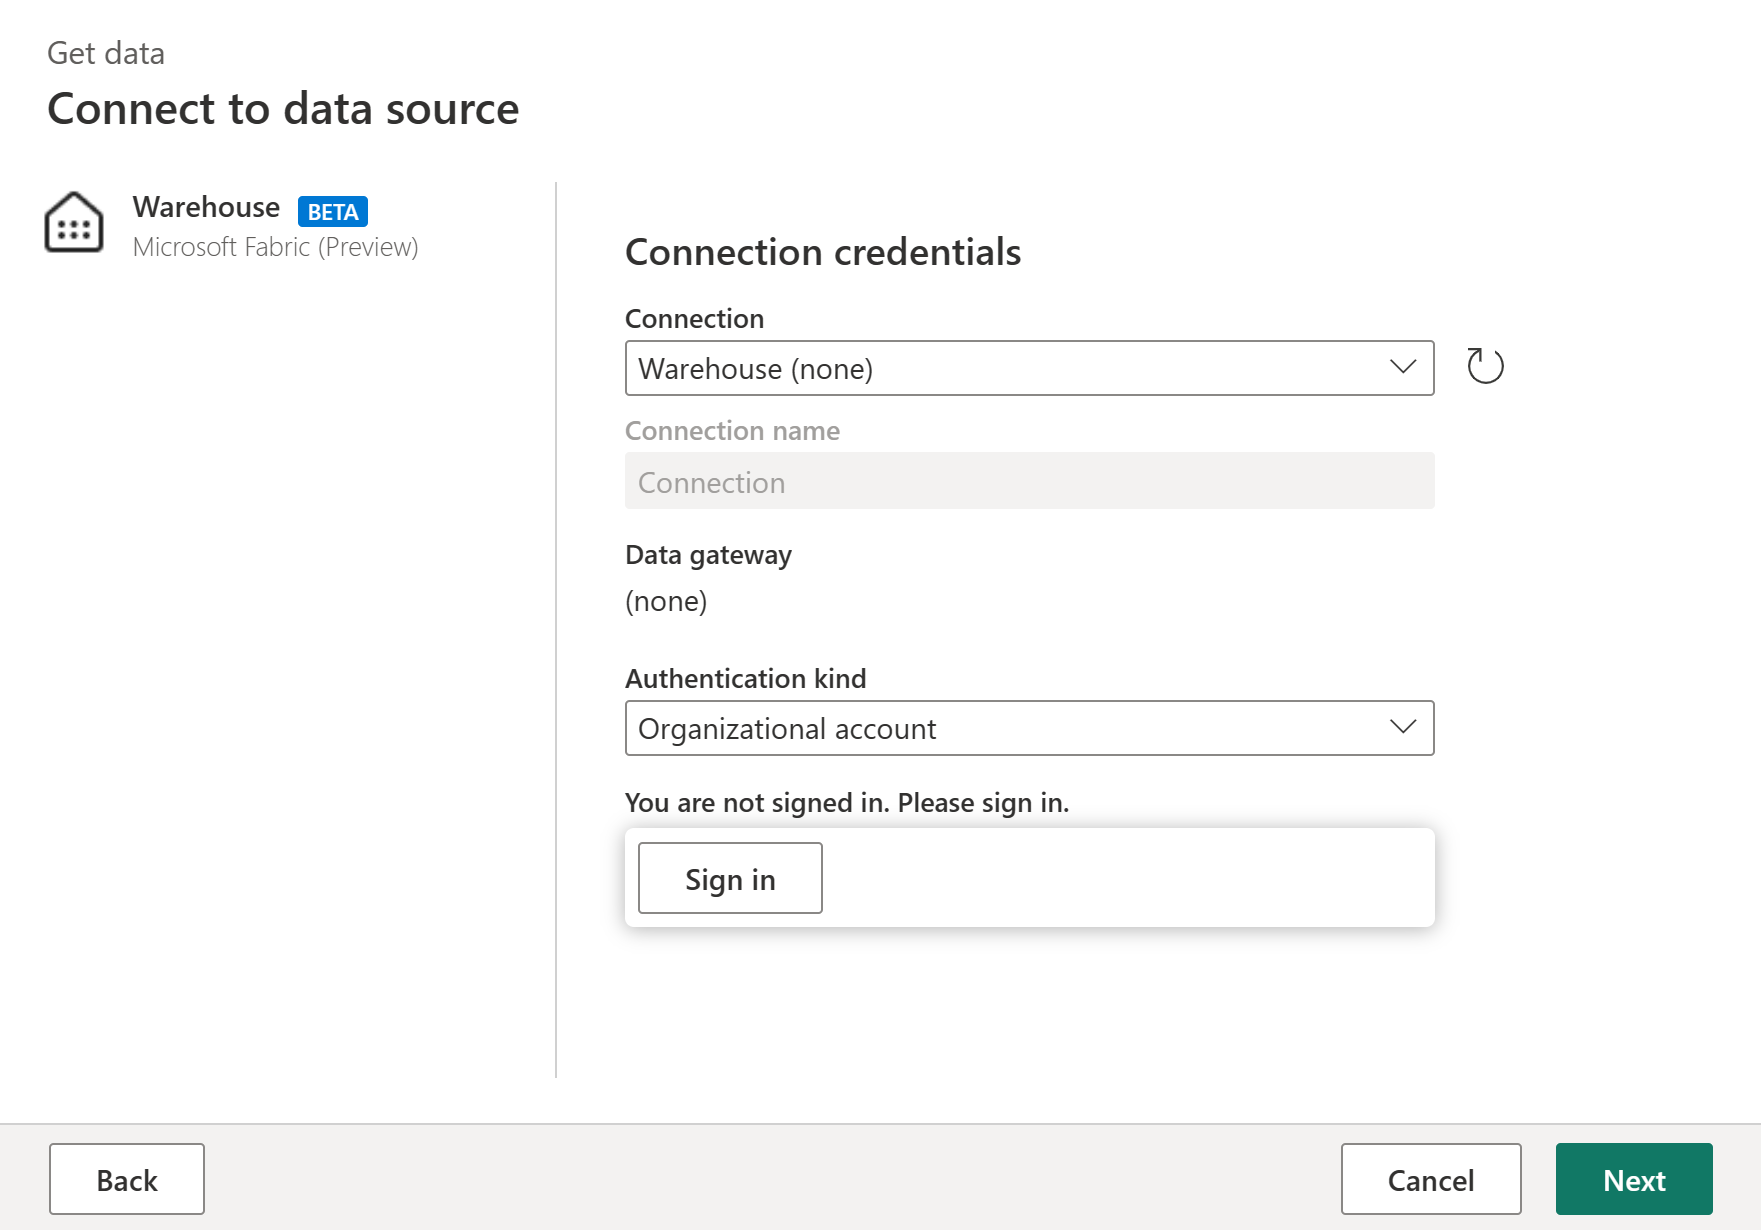 Get data
Connect to data source
Warehouse BETA
Microsoft Fabric (Preview)
Connection credentials
Connection
Warehouse (none)
Connection name
Connection
Data gateway
(none)
Authentication kind
Organizational account
You are not signed in. Please sign in.
Sign in
Back
Cancel
Next